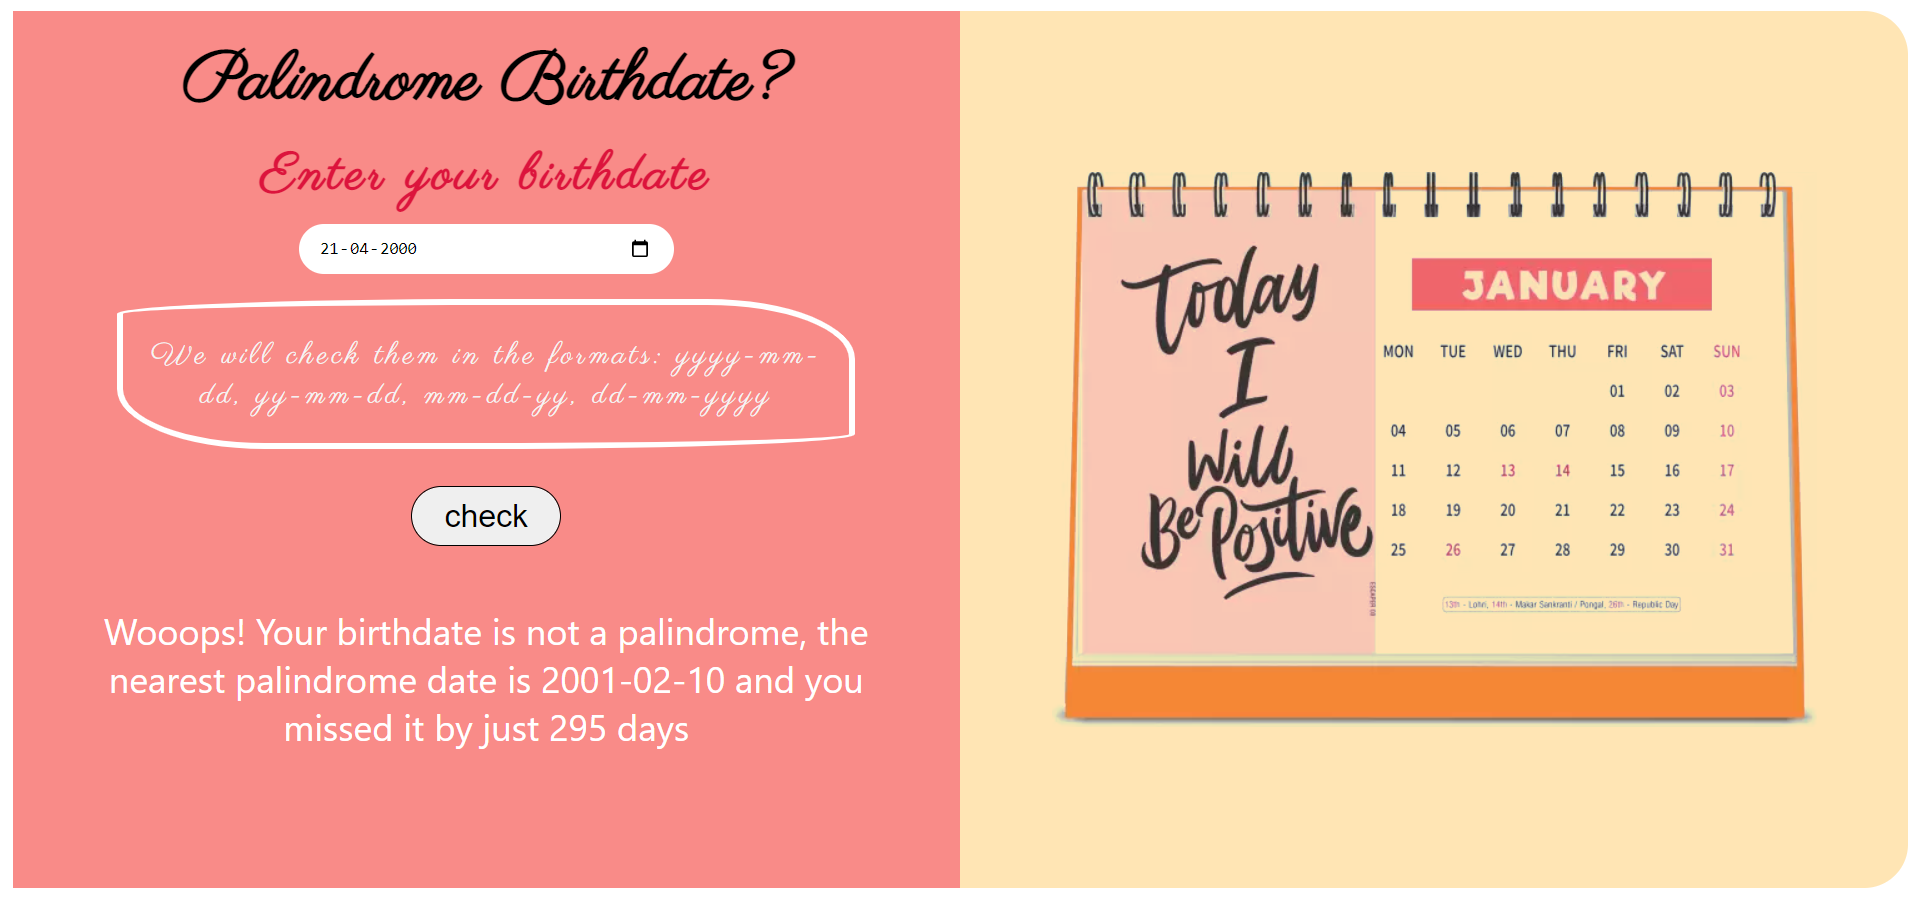 Palindrome Birthdate?
Enter your birthdate
21-04-2000
We will check them in the formats: yyyy-mm-
dd, yy-mm-dd, mm-dd-yy, dd-mm-yyyy
check
Wooops! Your birthdate is not a palindrome, the
nearest palindrome date is 2001-02-10 and you
missed it by just 295 days
Today
I
Will
Be Positive
JANUARY
MON TUE WED THU FRI SAT SUN
01 02 03
04 05 06 07 08 09 10
11 12 13 14 15 16 17
18 19 20 21 22 23 24
25 26 27 28 29 30 31
13th - Lohri, 14th - Makar Sankranti / Pongal, 26th - Republic Day